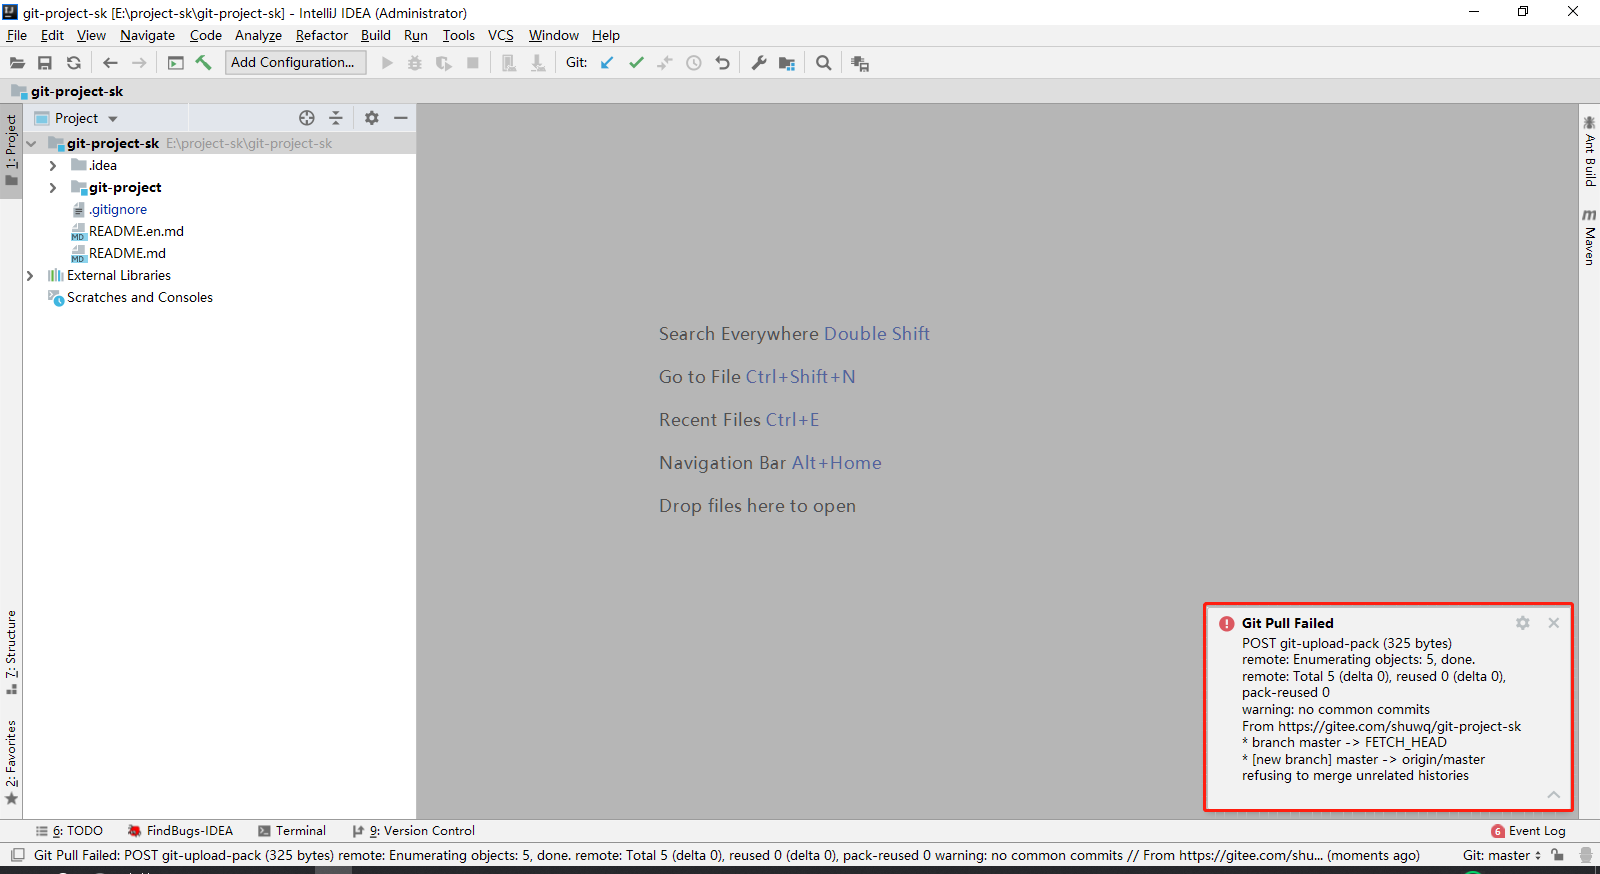 git-project-sk [E:\project-sk\git-project-sk] - IntelliJ IDEA (Administrator)
File Edit View Navigate Code Analyze Refactor Build Run Tools VCS Window Help
Add Configuration... Git:
git-project-sk
1: Project
Project
git-project-sk E:\project-sk\git-project-sk
.idea
git-project
.gitignore
README.en.md
README.md
External Libraries
Scratches and Consoles
7: Structure
2: Favorites
Search Everywhere Double Shift
Go to File Ctrl+Shift+N
Recent Files Ctrl+E
Navigation Bar Alt+Home
Drop files here to open
Ant Build
Maven
Git Pull Failed
POST git-upload-pack (325 bytes)
remote: Enumerating objects: 5, done.
remote: Total 5 (delta 0), reused 0 (delta 0),
pack-reused 0
warning: no common commits
From https://gitee.com/shuwq/git-project-sk
* branch master -> FETCH_HEAD
* [new branch] master -> origin/master
refusing to merge unrelated histories
6: TODO FindBugs-IDEA Terminal 9: Version Control 6 Event Log
Git Pull Failed: POST git-upload-pack (325 bytes) remote: Enumerating objects: 5, done. remote: Total 5 (delta 0), reused 0 (delta 0), pack-reused 0 warning: no common commits // From https://gitee.com/shu... (moments ago) Git: master